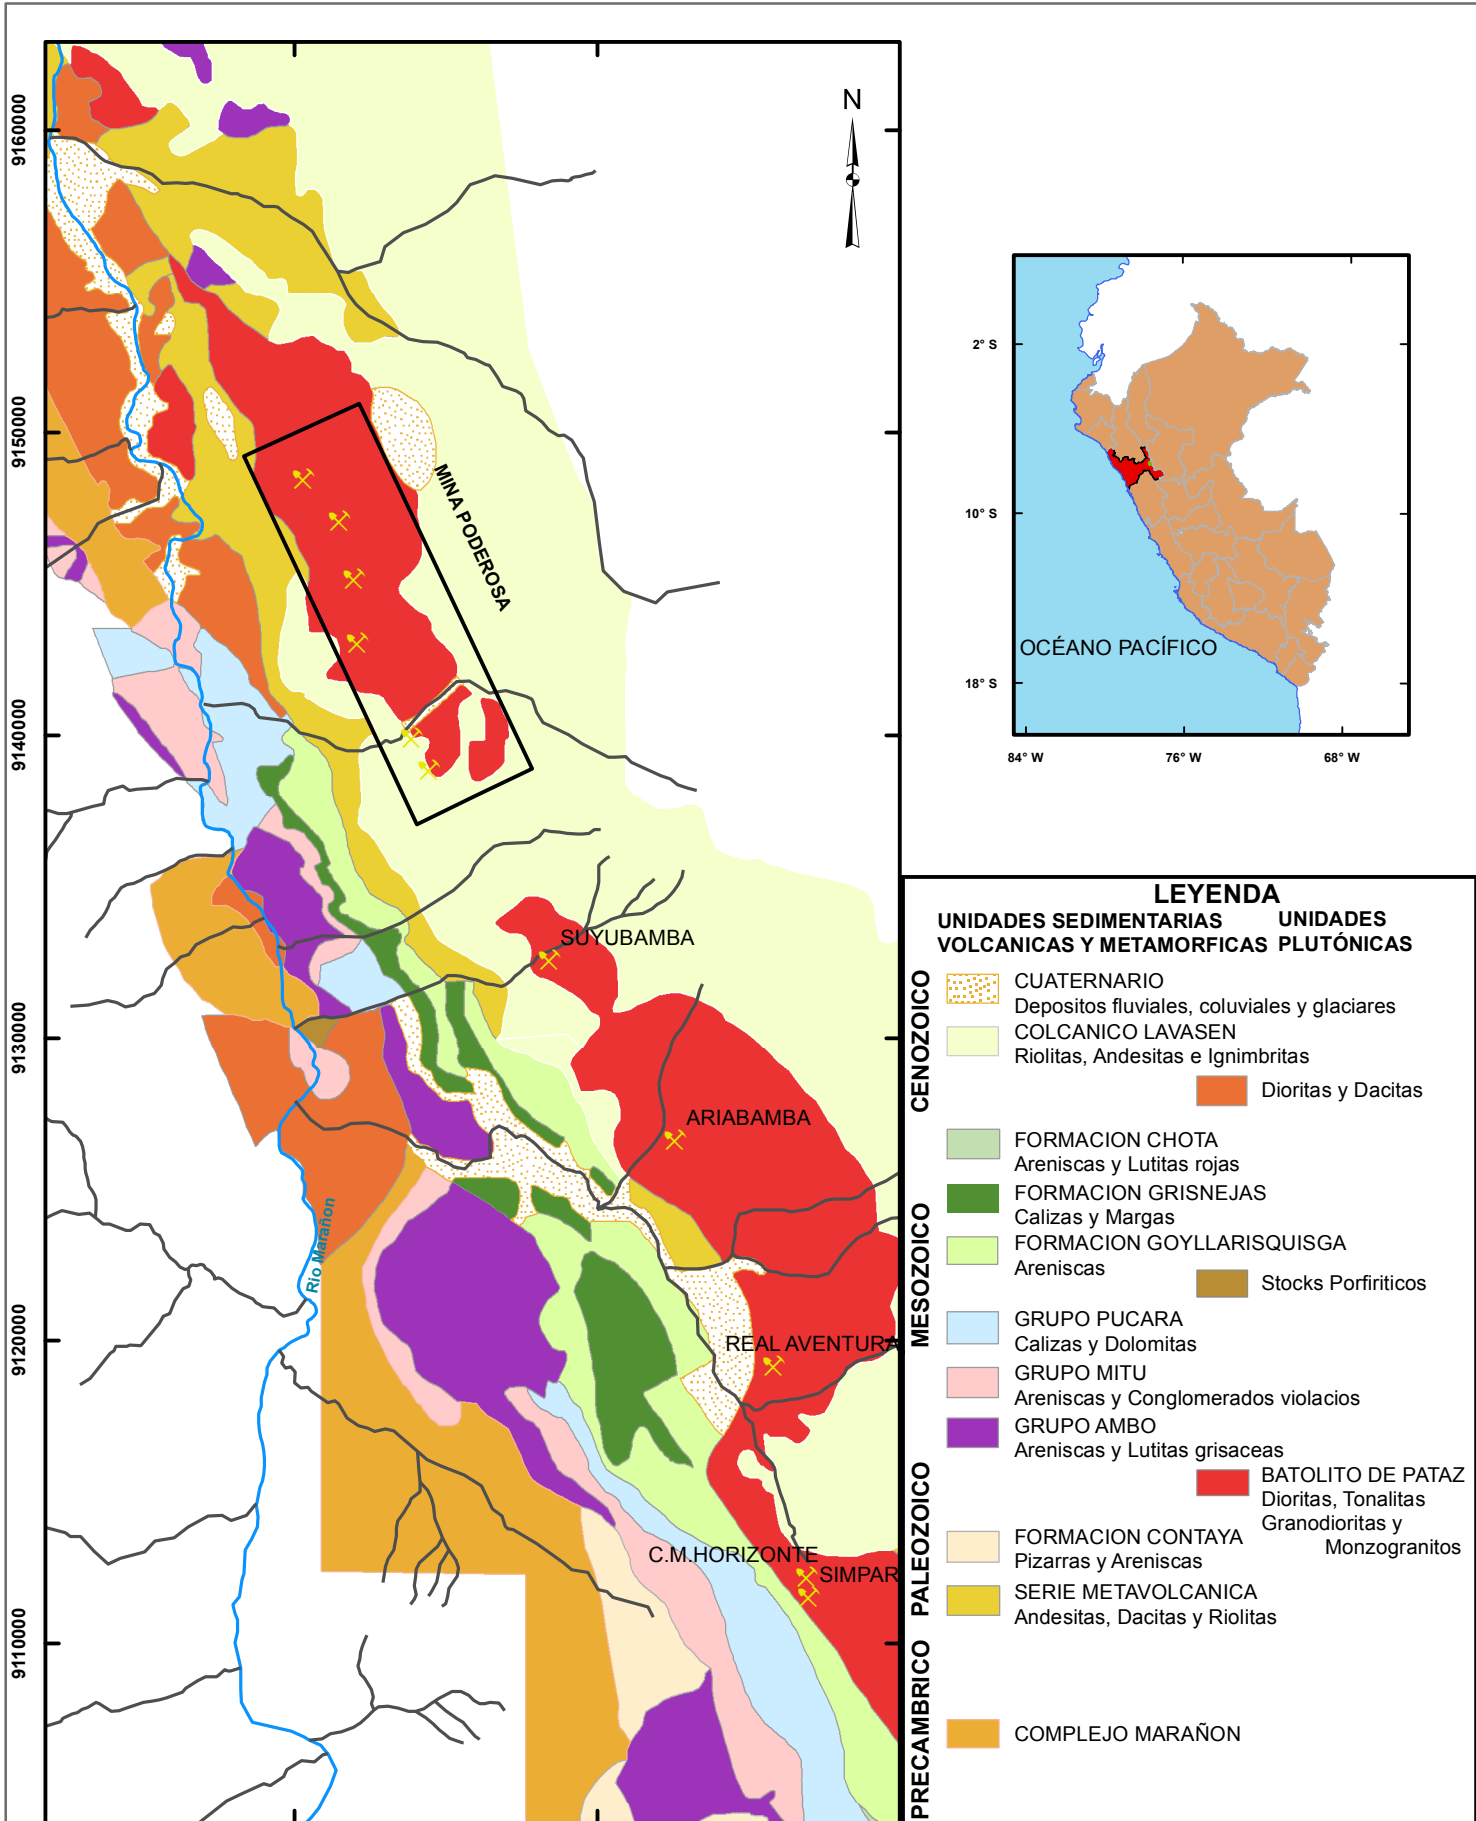 N
9160000
9150000
9140000
9130000
9120000
9110000
MINA PODEROSA
SUYUBAMBA
ARIABAMBA
REAL AVENTURA
C.M.HORIZONTE
SIMPAR
Rio Marañon
2° S
10° S
18° S
84° W
76° W
68° W
OCÉANO PACÍFICO
LEYENDA
UNIDADES SEDIMENTARIAS
VOLCANICAS Y METAMORFICAS
UNIDADES
PLUTÓNICAS
CENOZOICO
CUATERNARIO
Depositos fluviales, coluviales y glaciares
COLCANICO LAVASEN
Riolitas, Andesitas e Ignimbritas
Dioritas y Dacitas
MESOZOICO
FORMACION CHOTA
Areniscas y Lutitas rojas
FORMACION GRISNEJAS
Calizas y Margas
FORMACION GOYLLARISQUISGA
Areniscas
Stocks Porfiriticos
GRUPO PUCARA
Calizas y Dolomitas
GRUPO MITU
Areniscas y Conglomerados violacios
GRUPO AMBO
Areniscas y Lutitas grisaceas
PALEOZOICO
BATOLITO DE PATAZ
Dioritas, Tonalitas
Granodioritas y
Monzogranitos
FORMACION CONTAYA
Pizarras y Areniscas
SERIE METAVOLCANICA
Andesitas, Dacitas y Riolitas
PRECAMBRICO
COMPLEJO MARAÑON